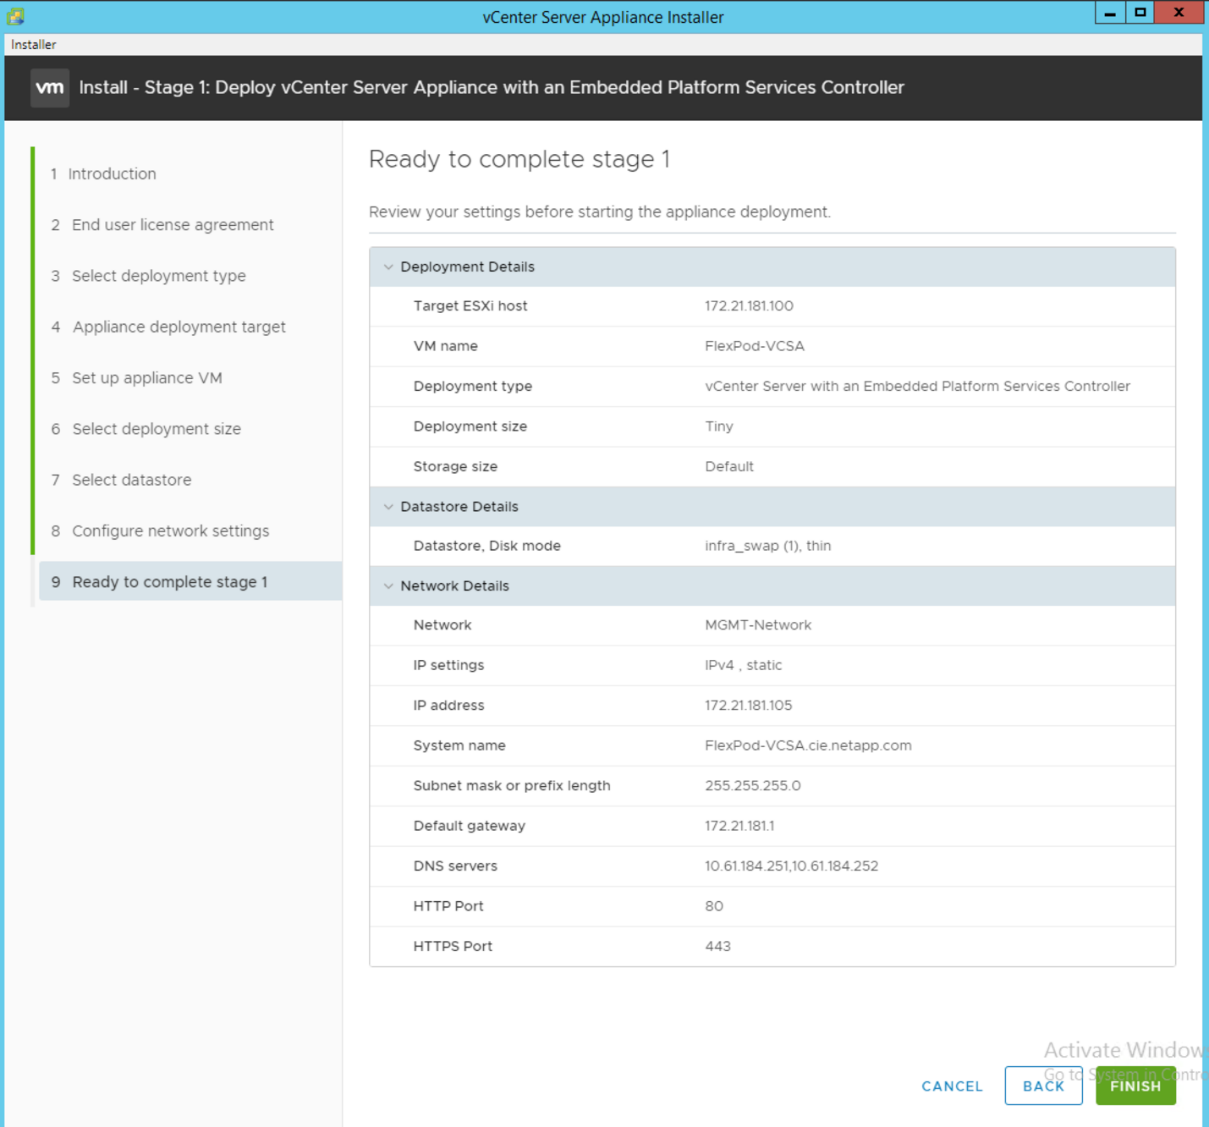 vCenter Server Appliance Installer
Installer
vm Install - Stage 1: Deploy vCenter Server Appliance with an Embedded Platform Services Controller
1 Introduction
2 End user license agreement
3 Select deployment type
4 Appliance deployment target
5 Set up appliance VM
6 Select deployment size
7 Select datastore
8 Configure network settings
9 Ready to complete stage 1
Ready to complete stage 1
Review your settings before starting the appliance deployment.
Deployment Details
Target ESXi host 172.21.181.100
VM name FlexPod-VCSA
Deployment type vCenter Server with an Embedded Platform Services Controller
Deployment size Tiny
Storage size Default
Datastore Details
Datastore, Disk mode infra_swap (1), thin
Network Details
Network MGMT-Network
IP settings IPv4 , static
IP address 172.21.181.105
System name FlexPod-VCSA.cie.netapp.com
Subnet mask or prefix length 255.255.255.0
Default gateway 172.21.181.1
DNS servers 10.61.184.251,10.61.184.252
HTTP Port 80
HTTPS Port 443
Activate Window
Go to System in Contro
CANCEL BACK FINISH